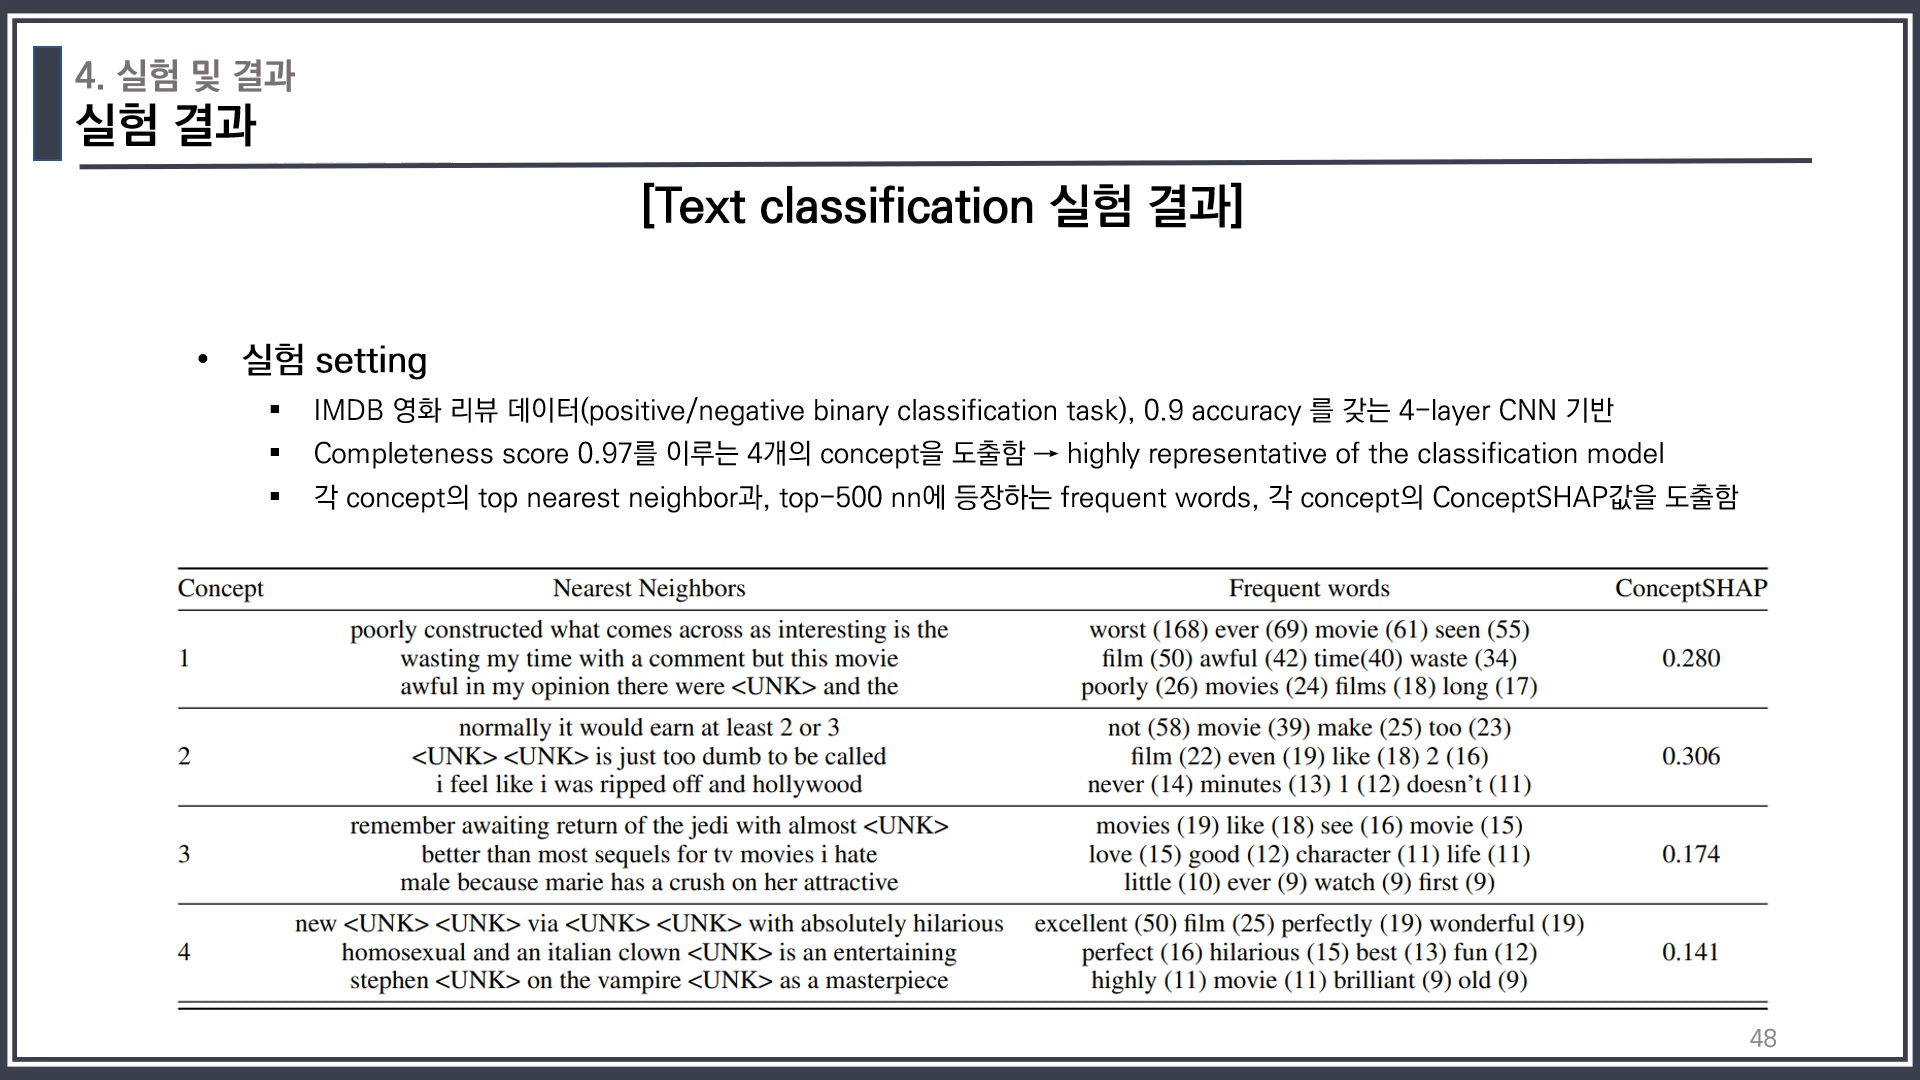 4. 실험 및 결과
실험 결과
[Text classification 실험 결과]
• 실험 setting
▪ IMDB 영화 리뷰 데이터(positive/negative binary classification task), 0.9 accuracy 를 갖는 4-layer CNN 기반
▪ Completeness score 0.97를 이루는 4개의 concept을 도출함 → highly representative of the classification model
▪ 각 concept의 top nearest neighbor과, top-500 nn에 등장하는 frequent words, 각 concept의 ConceptSHAP값을 도출함
Concept Nearest Neighbors Frequent words ConceptSHAP
poorly constructed what comes across as interesting is the worst (168) ever (69) movie (61) seen (55)
1 wasting my time with a comment but this movie film (50) awful (42) time(40) waste (34) 0.280
awful in my opinion there were <UNK> and the poorly (26) movies (24) films (18) long (17)
normally it would earn at least 2 or 3 not (58) movie (39) make (25) too (23)
2 <UNK> <UNK> is just too dumb to be called film (22) even (19) like (18) 2 (16) 0.306
i feel like i was ripped off and hollywood never (14) minutes (13) 1 (12) doesn't (11)
remember awaiting return of the jedi with almost <UNK> movies (19) like (18) see (16) movie (15)
3 better than most sequels for tv movies i hate love (15) good (12) character (11) life (11) 0.174
male because marie has a crush on her attractive little (10) ever (9) watch (9) first (9)
new <UNK> <UNK> via <UNK> <UNK> with absolutely hilarious excellent (50) film (25) perfectly (19) wonderful (19)
4 homosexual and an italian clown <UNK> is an entertaining perfect (16) hilarious (15) best (13) fun (12) 0.141
stephen <UNK> on the vampire <UNK> as a masterpiece highly (11) movie (11) brilliant (9) old (9)
48